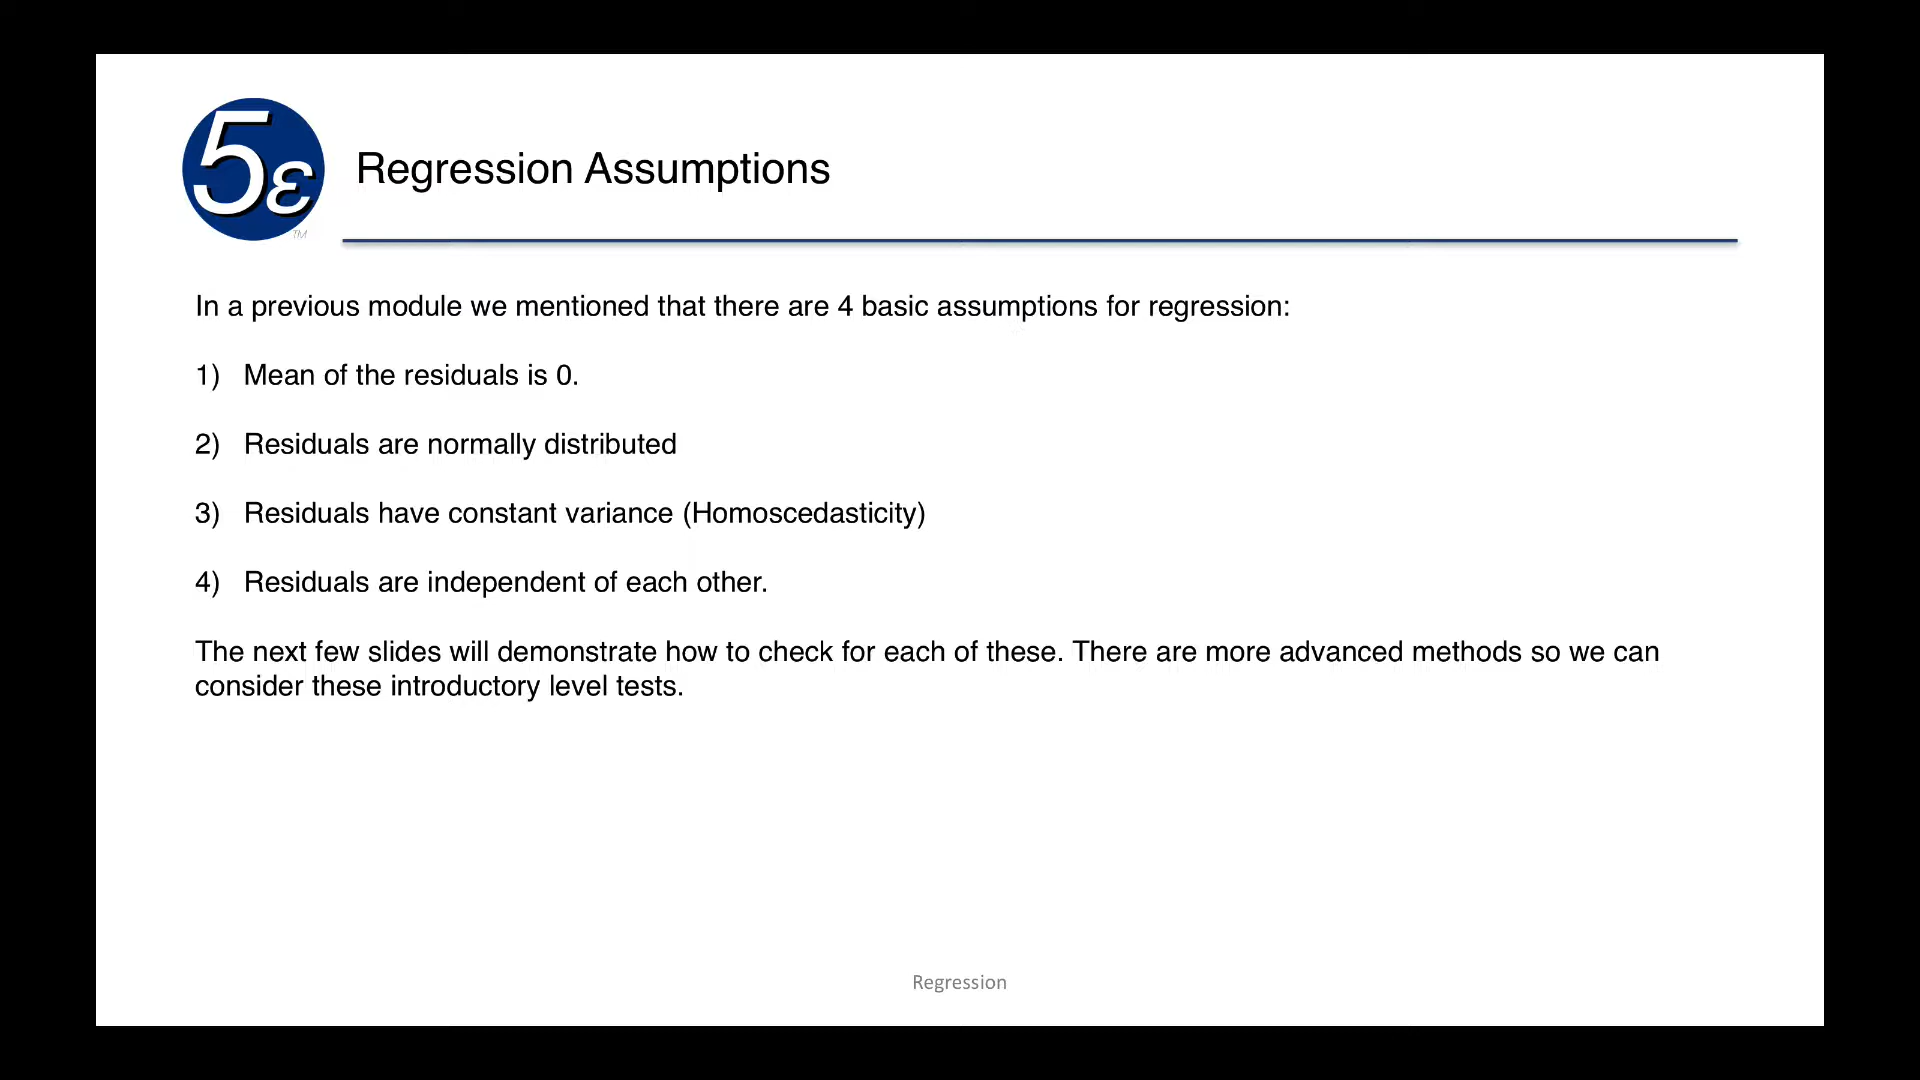 5ε
TM
Regression Assumptions
In a previous module we mentioned that there are 4 basic assumptions for regression:
1) Mean of the residuals is 0.
2) Residuals are normally distributed
3) Residuals have constant variance (Homoscedasticity)
4) Residuals are independent of each other.
The next few slides will demonstrate how to check for each of these. There are more advanced methods so we can
consider these introductory level tests.
Regression